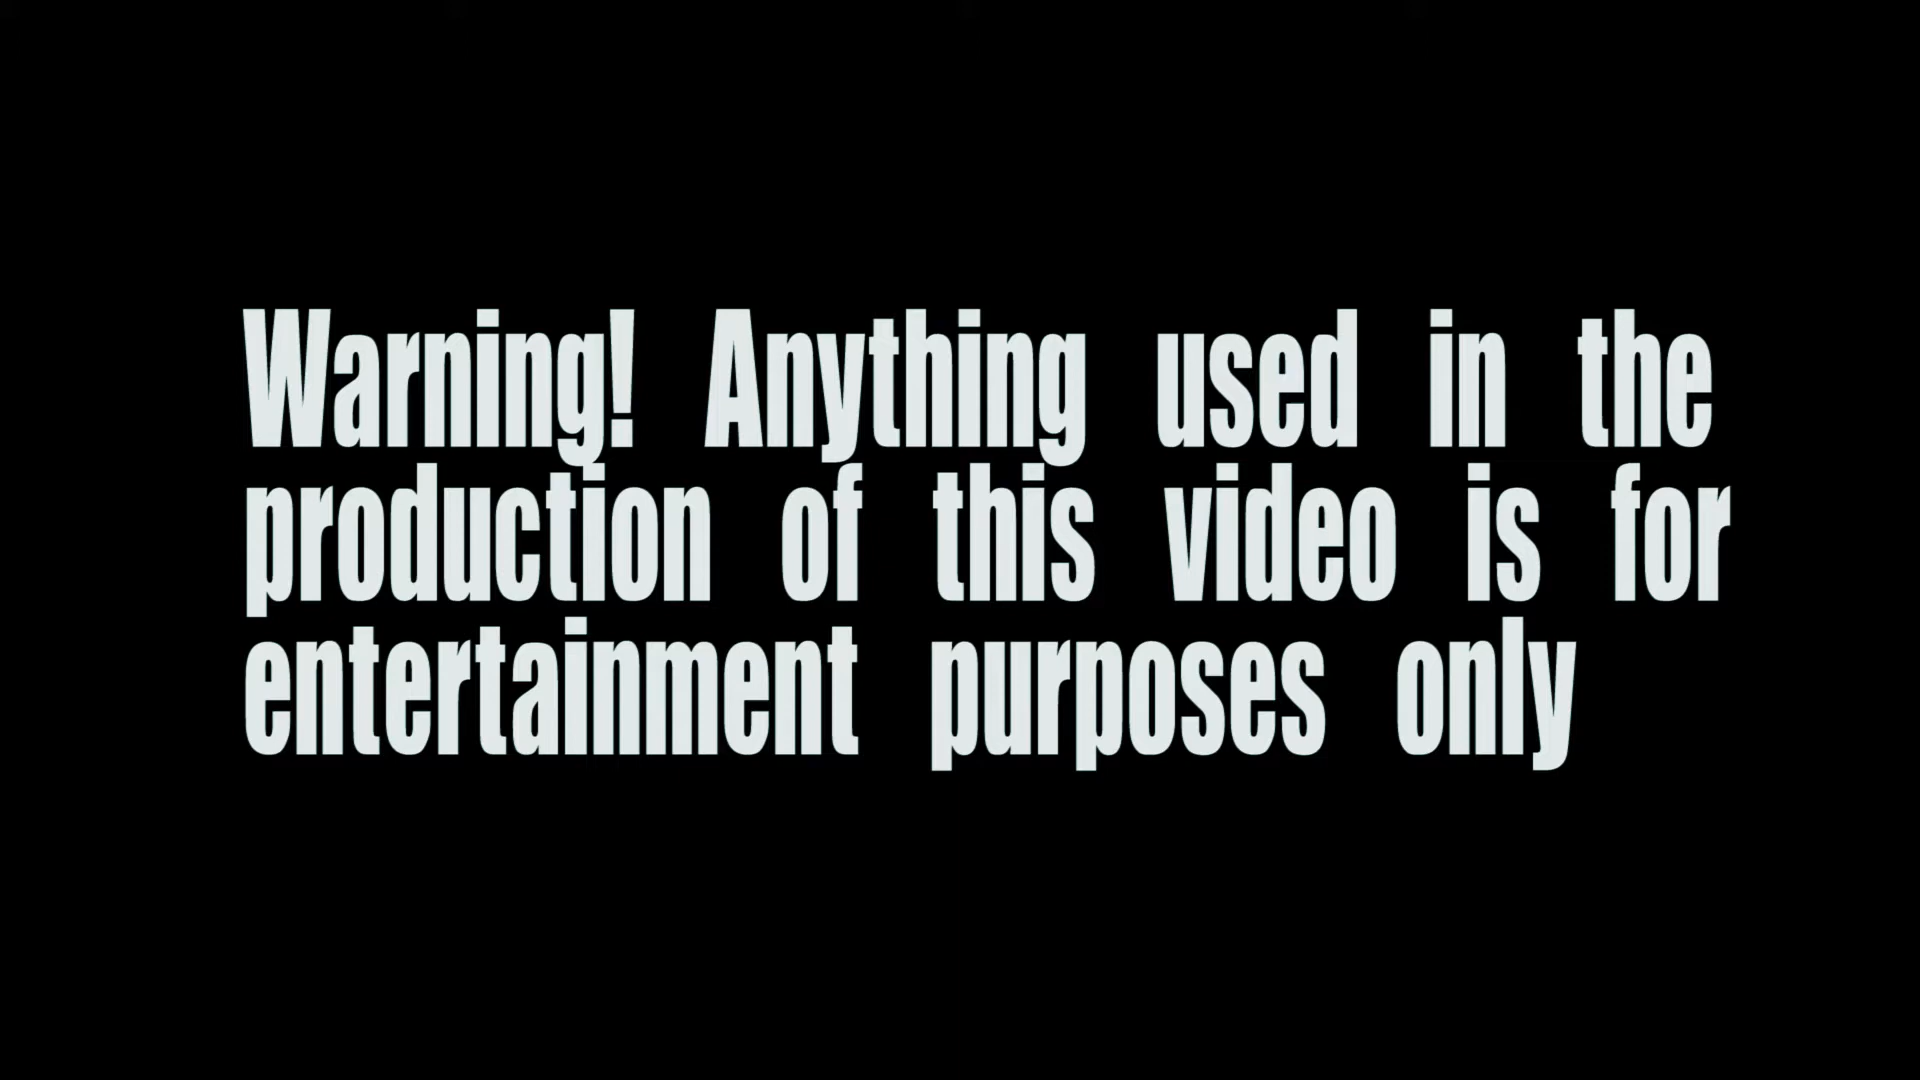 Warning! Anything used in the
production of this video is for
entertainment purposes only